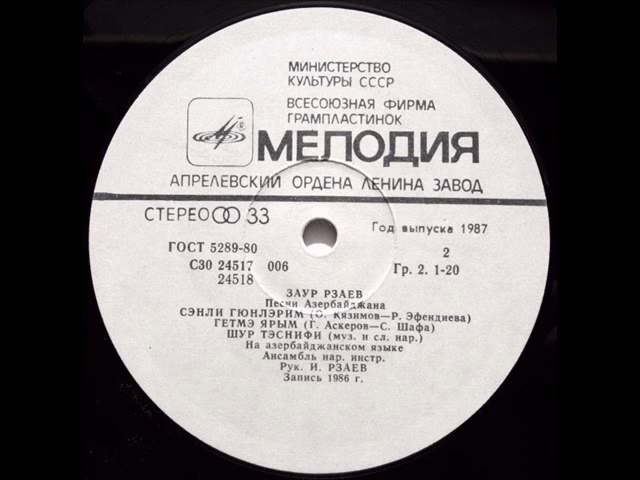 МИНИСТЕРСТВО
КУЛЬТУРЫ СССР
ВСЕСОЮЗНАЯ ФИРМА
ГРАМПЛАСТИНОК
МЕЛОДИЯ
АПРЕЛЕВСКИЙ ОРДЕНА ЛЕНИНА ЗАВОД
СТЕРЕО 33
Год выпуска 1987
ГОСТ 5289-80
2
С30 24517 006
Гр. 2. 1-20
24518
ЗАУР РЗАЕВ
Песни Азербайджана
СЭНЛИ ГЮНЛЭРИМ (Э. Кязимов—Р. Эфендиева)
ГЕТМЭ ЯРЫМ (Г. Аскеров—С. Шафа)
ШУР ТЭСНИФИ (муз. и сл. нар.)
На азербайджанском языке
Ансамбль нар. инстр.
Рук. И. РЗАЕВ
Запись 1986 г.